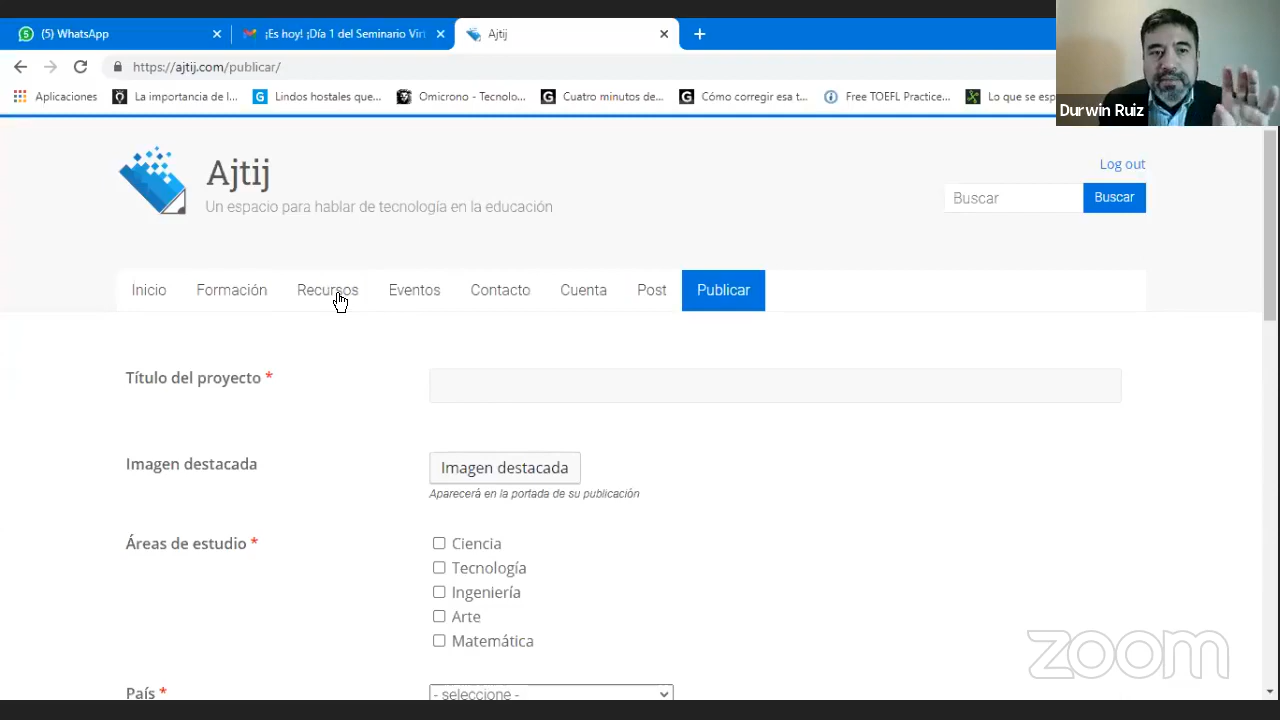 (5) WhatsApp
¡Es hoy! ¡Día 1 del Seminario Vir
Ajtij
https://ajtij.com/publicar/
Aplicaciones
La importancia de l...
Lindos hostales que...
Omicrono - Tecnolo...
Cuatro minutos de...
Cómo corregir esa t...
Free TOEFL Practice...
Lo que se esp
Durwin Ruiz
Log out
Ajtij
Un espacio para hablar de tecnología en la educación
Buscar
Buscar
Inicio
Formación
Recursos
Eventos
Contacto
Cuenta
Post
Publicar
Título del proyecto *
Imagen destacada
Imagen destacada
Aparecerá en la portada de su publicación
Áreas de estudio *
Ciencia
Tecnología
Ingeniería
Arte
Matemática
zoom
País *
- seleccione -